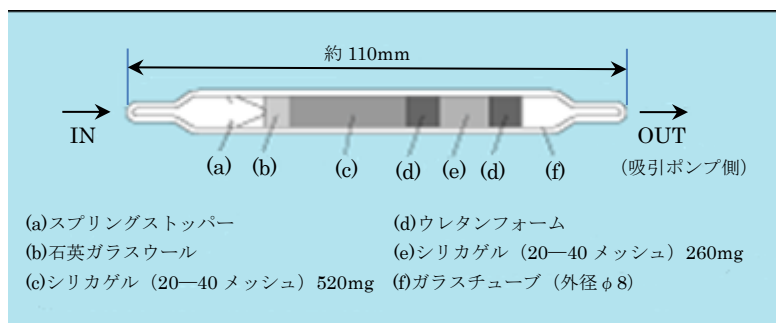 約 110mm
IN
OUT
(a) (b) (c) (d) (e) (d) (f) (吸引ポンプ側)
(a)スプリングストッパー (d)ウレタンフォーム
(b)石英ガラスウール (e)シリカゲル（20―40 メッシュ）260mg
(c)シリカゲル（20―40 メッシュ）520mg (f)ガラスチューブ（外径φ8）